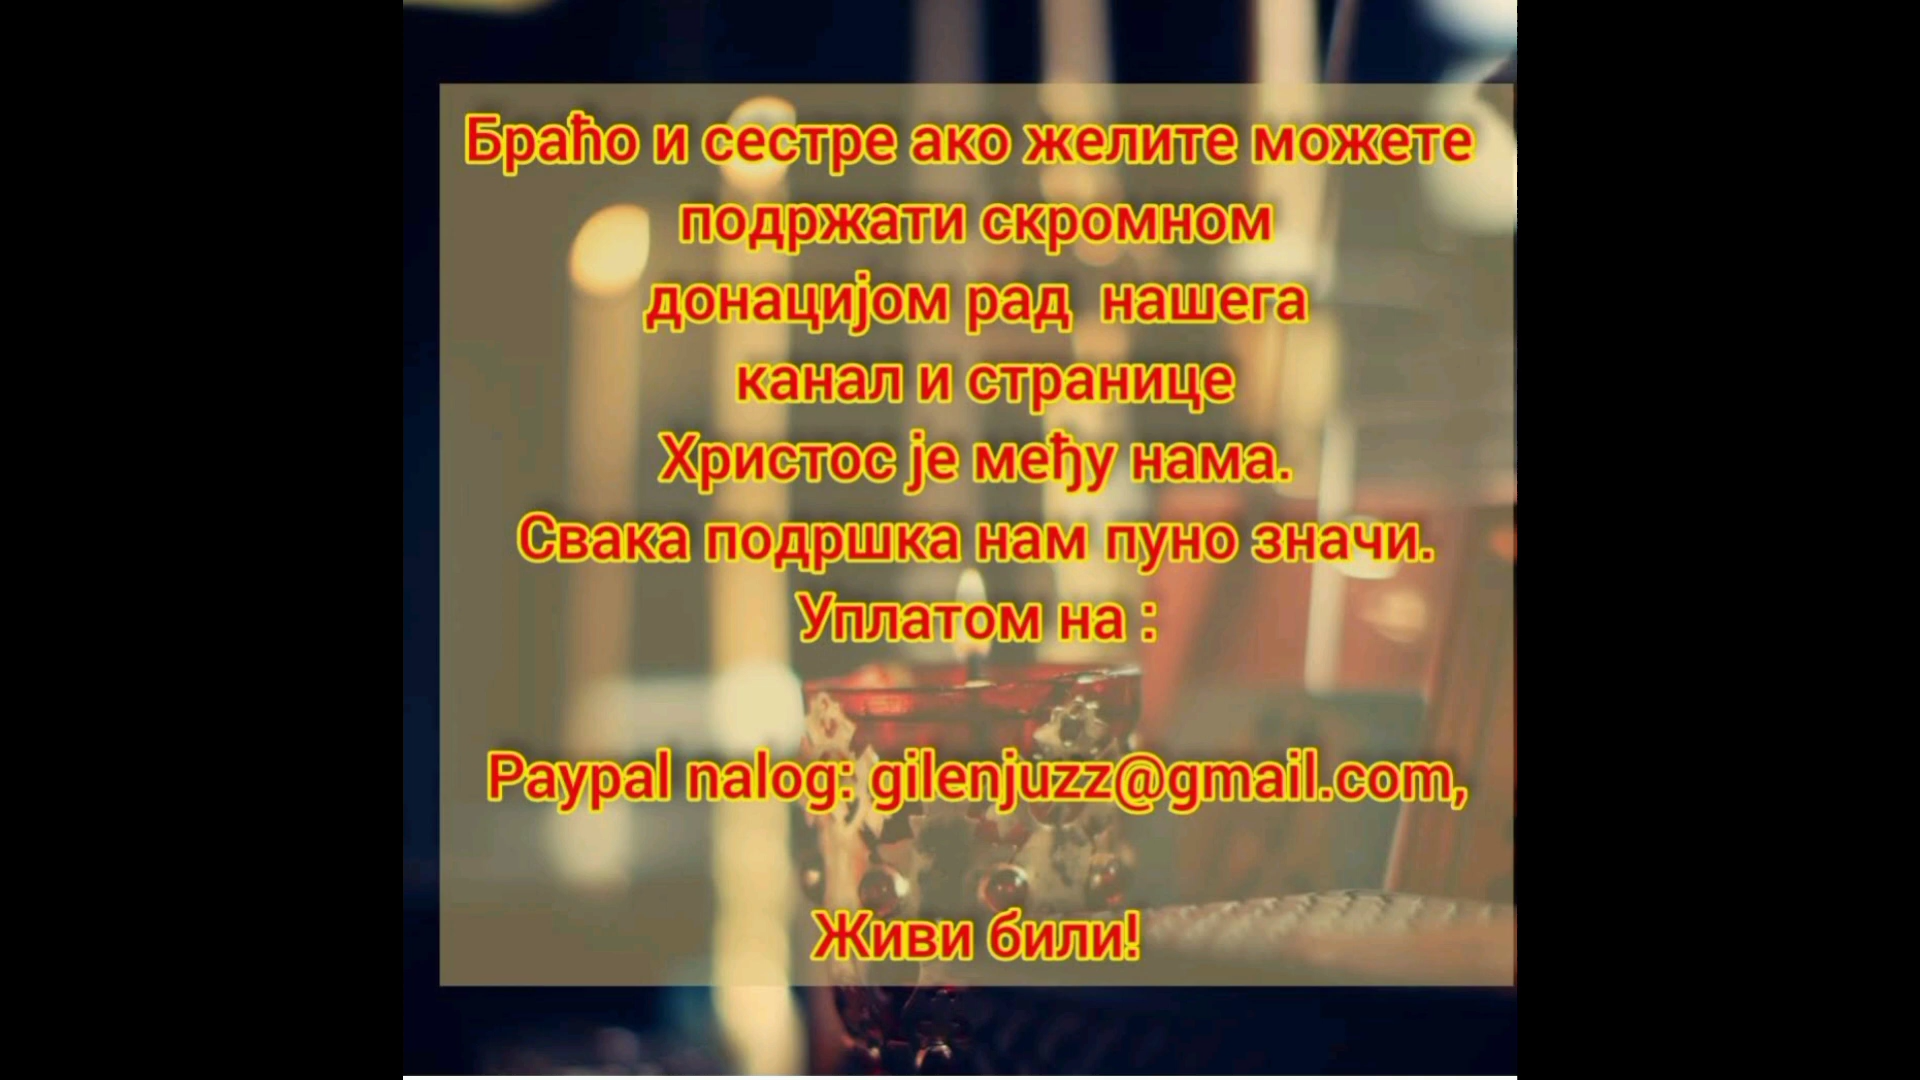 Браћо и сестре ако желите можете
подржати скромном
донацијом рад нашега
канал и странице
Христос је међу нама.
Свака подршка нам пуно значи.
Уплатом на :
Paypal nalog: gilenjuzz@gmail.com,
Живи били!